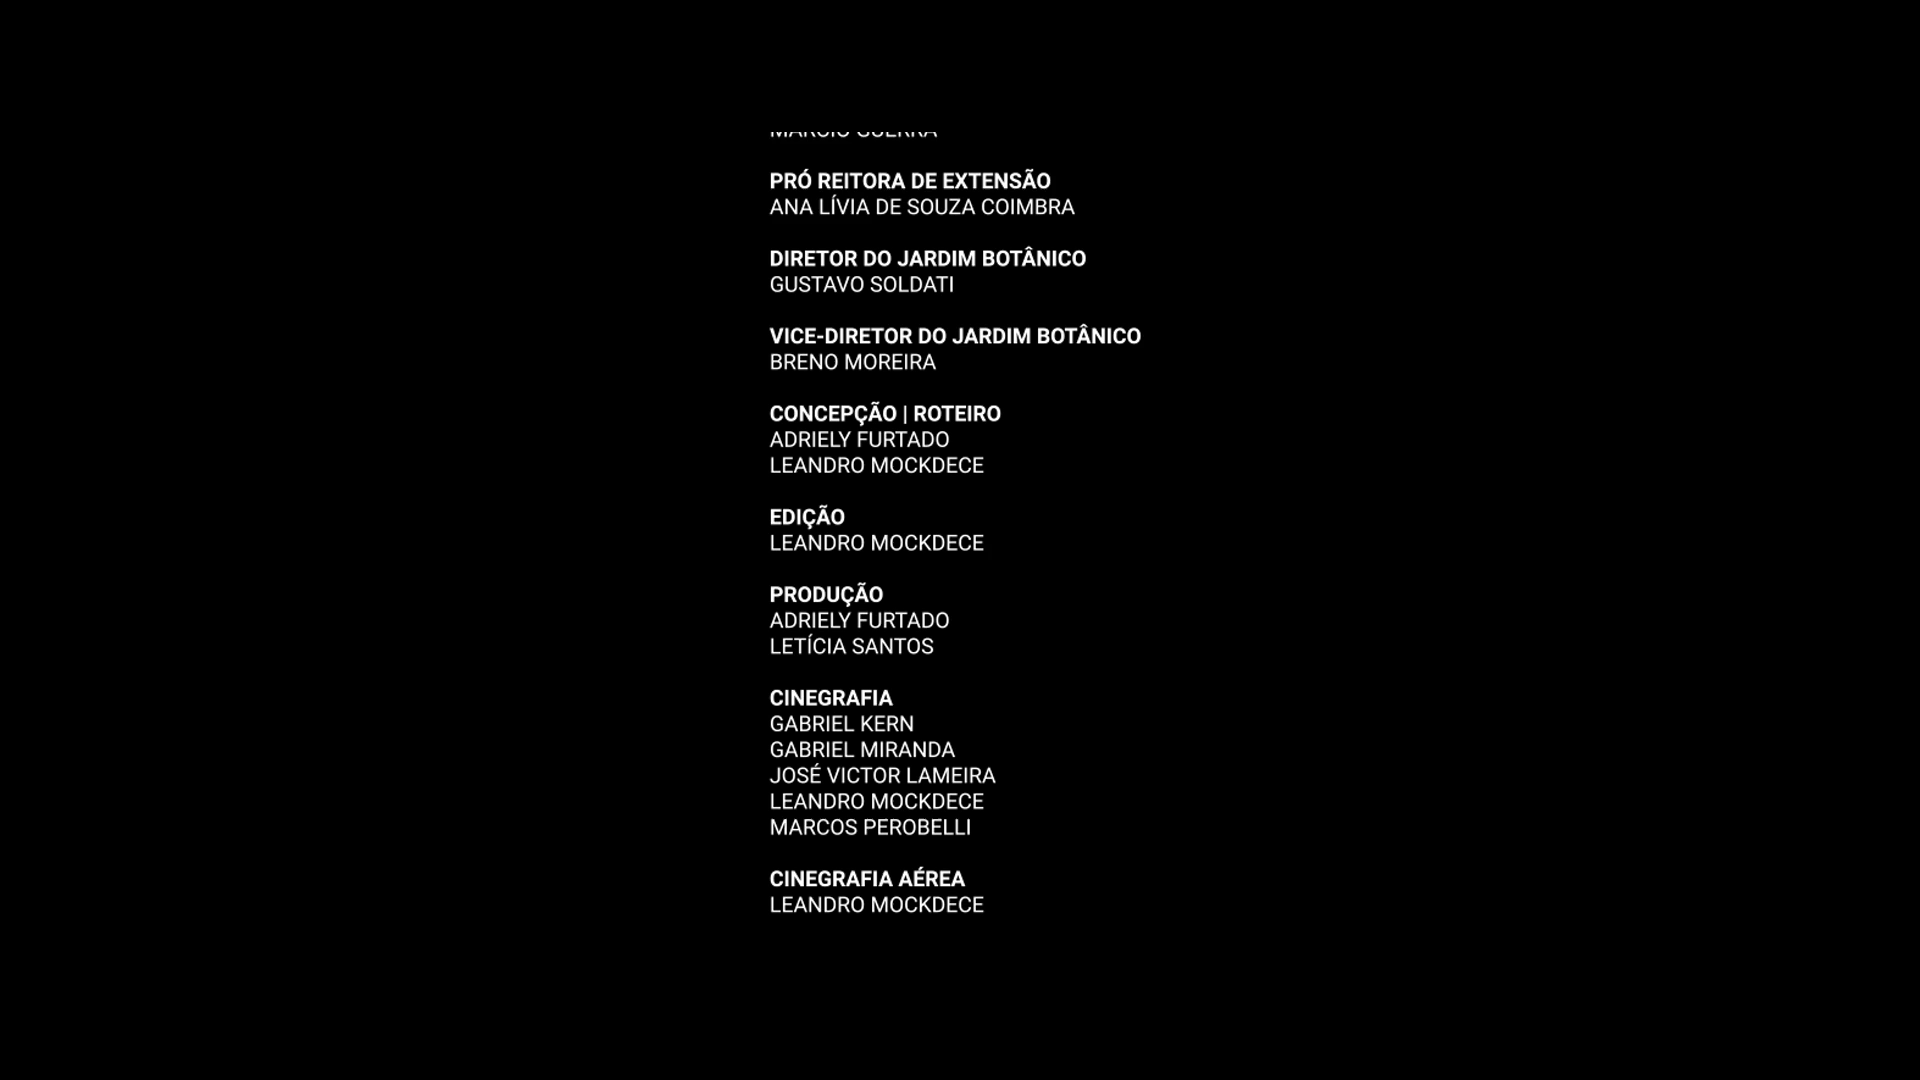 MARCIO GUERRA
PRÓ REITORA DE EXTENSÃO
ANA LÍVIA DE SOUZA COIMBRA
DIRETOR DO JARDIM BOTÂNICO
GUSTAVO SOLDATI
VICE-DIRETOR DO JARDIM BOTÂNICO
BRENO MOREIRA
CONCEPÇÃO | ROTEIRO
ADRIELY FURTADO
LEANDRO MOCKDECE
EDIÇÃO
LEANDRO MOCKDECE
PRODUÇÃO
ADRIELY FURTADO
LETÍCIA SANTOS
CINEGRAFIA
GABRIEL KERN
GABRIEL MIRANDA
JOSÉ VICTOR LAMEIRA
LEANDRO MOCKDECE
MARCOS PEROBELLI
CINEGRAFIA AÉREA
LEANDRO MOCKDECE